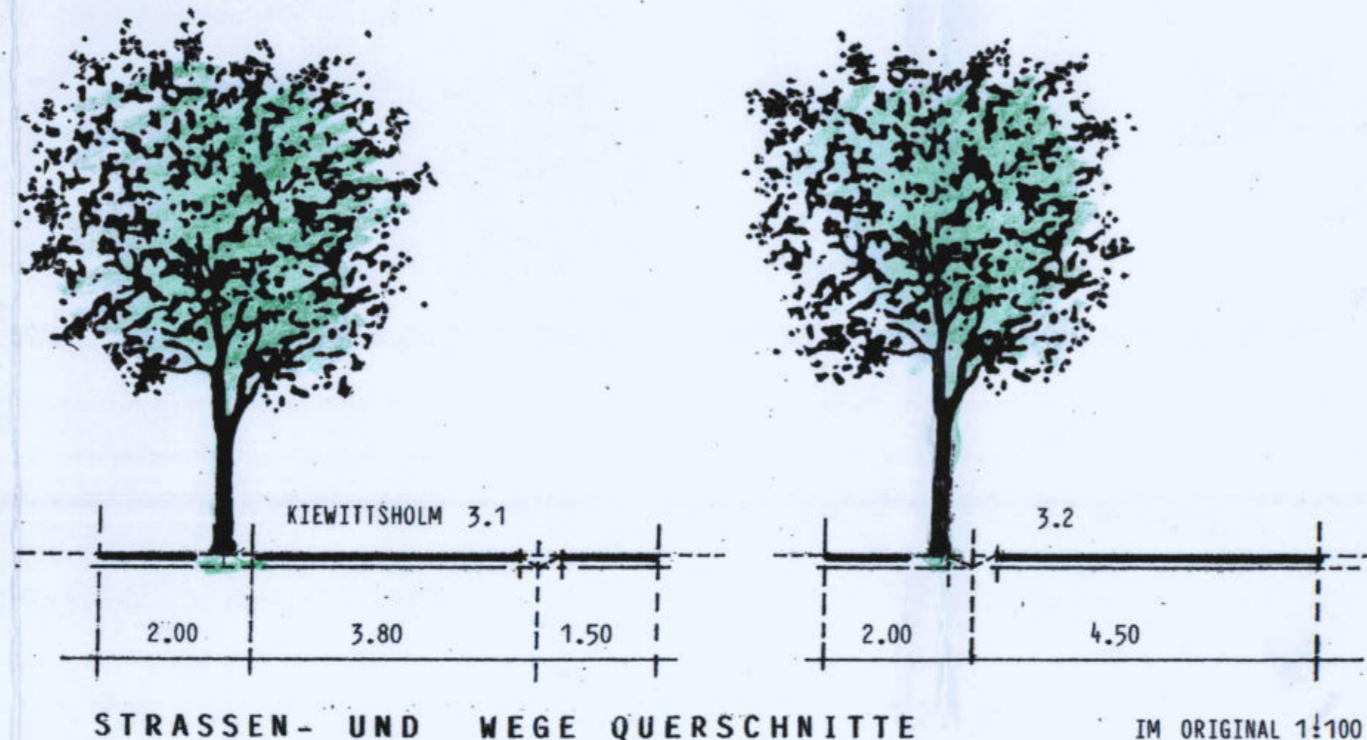 KIEWITTSHOLM 3.1
3.2
2.00 3.80 1.50
2.00 4.50
STRASSEN- UND WEGE QUERSCHNITTE
IM ORIGINAL 1:100